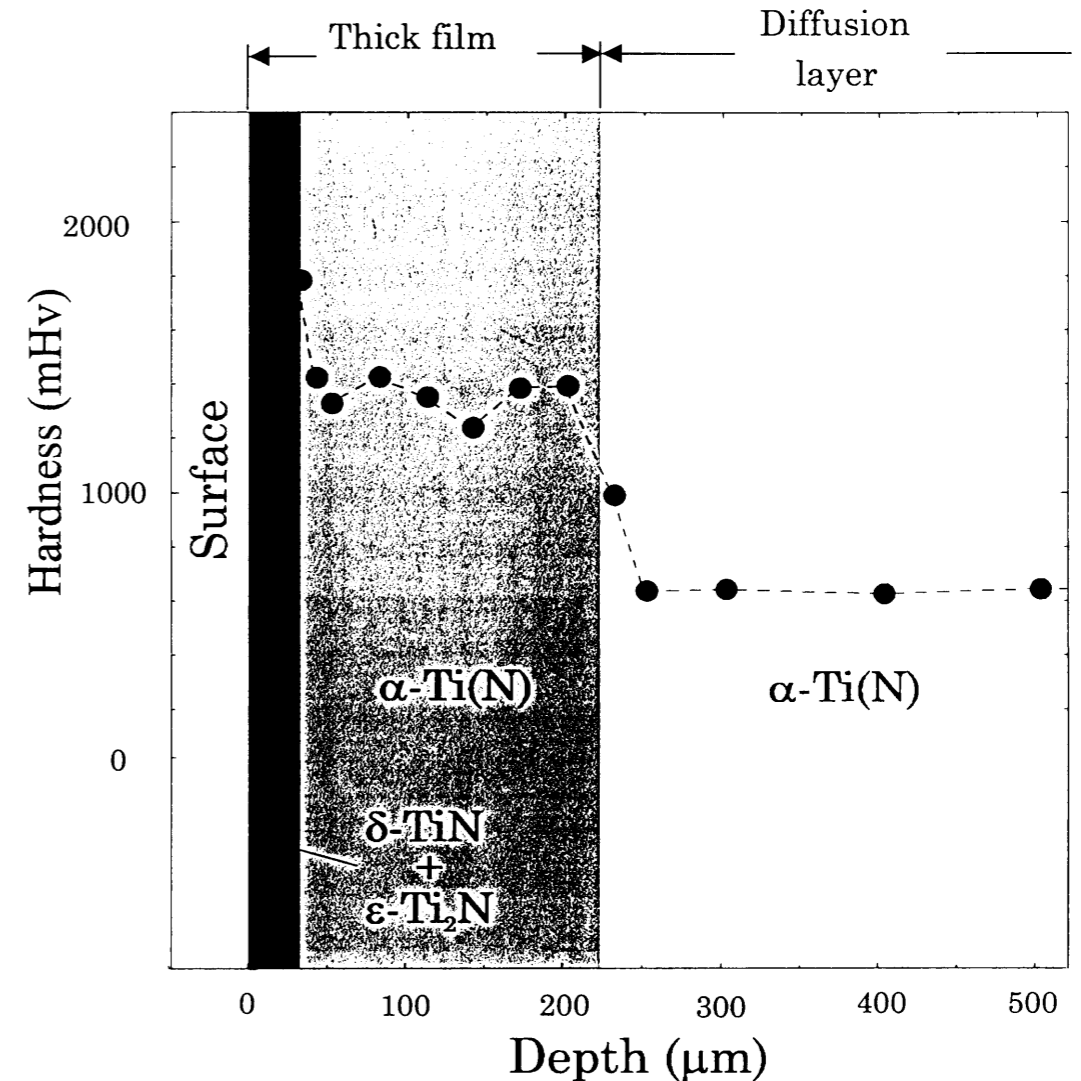 Thick film
Diffusion
layer
2000
1000
0
Hardness (mHv)
Surface
α-Ti(N)
α-Ti(N)
δ-TiN
+
ε-Ti₂N
0 100 200 300 400 500
Depth (μm)